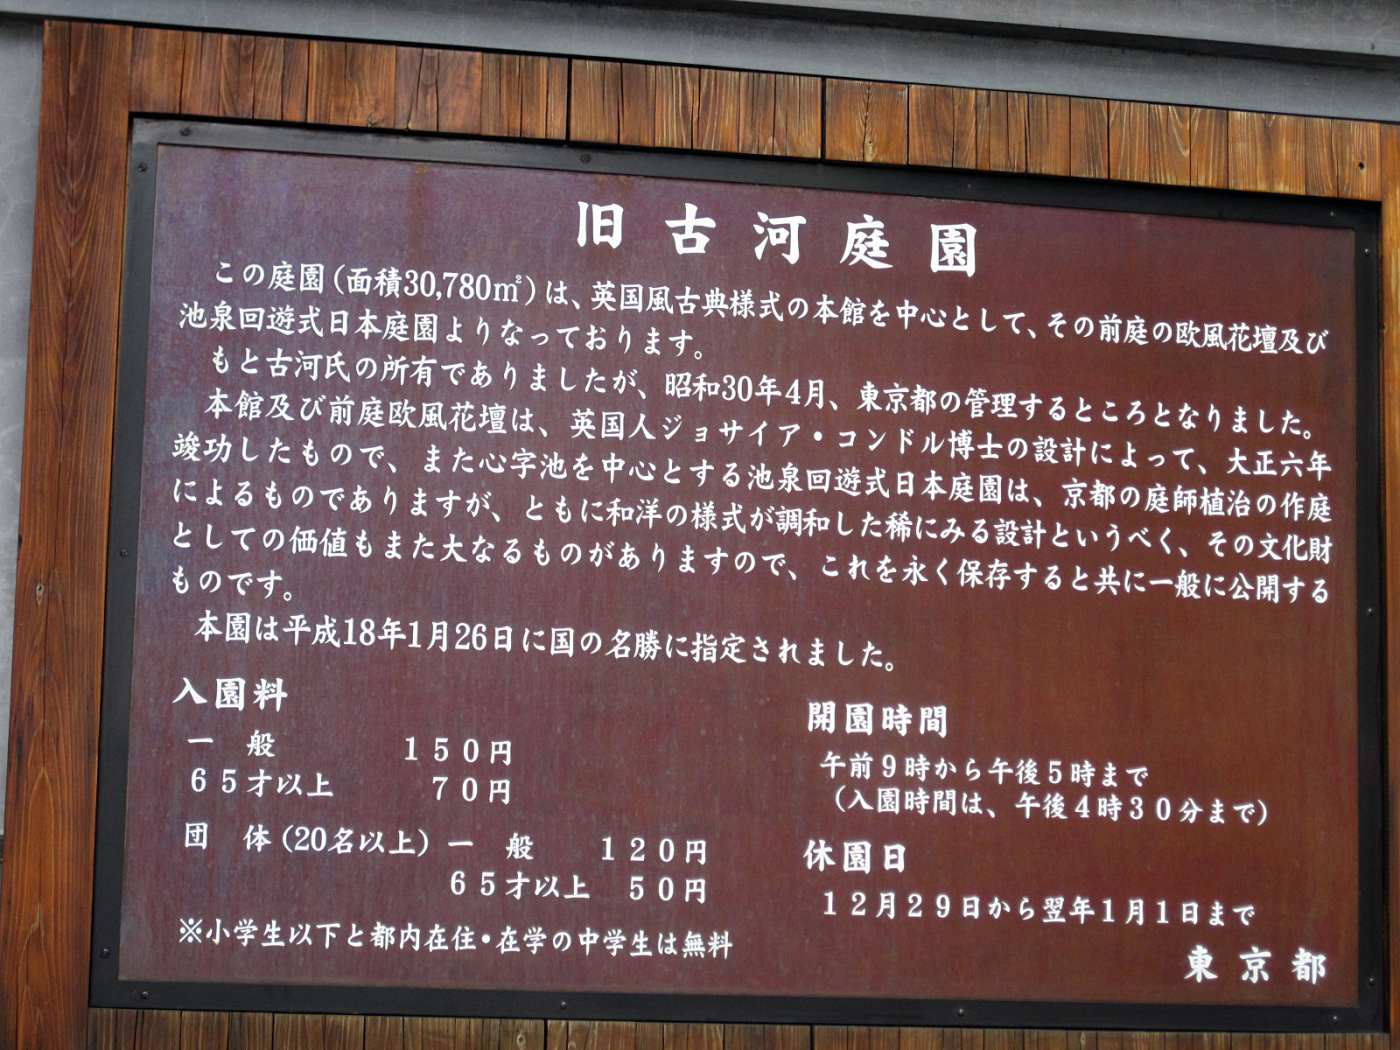 旧古河庭園
この庭園(面積30,780㎡)は、英国風古典様式の本館を中心として、その前庭の欧風花壇及び
池泉回遊式日本庭園よりなっております。
もと古河氏の所有でありましたが、昭和30年4月、東京都の管理するところとなりました。
本館及び前庭欧風花壇は、英国人ジョサイア・コンドル博士の設計によって、大正六年
竣功したもので、また心字池を中心とする池泉回遊式日本庭園は、京都の庭師植治の作庭
によるものでありますが、ともに和洋の様式が調和した稀にみる設計というべく、その文化財
としての価値もまた大なるものがありますので、これを永く保存すると共に一般に公開する
ものです。
本園は平成18年1月26日に国の名勝に指定されました。
入園料
一　般　　　　150円
65才以上　　　70円
団　体(20名以上)一　般　　120円
65才以上　50円
※小学生以下と都内在住・在学の中学生は無料
開園時間
午前9時から午後5時まで
(入園時間は、午後4時30分まで)
休園日
12月29日から翌年1月1日まで
東京都